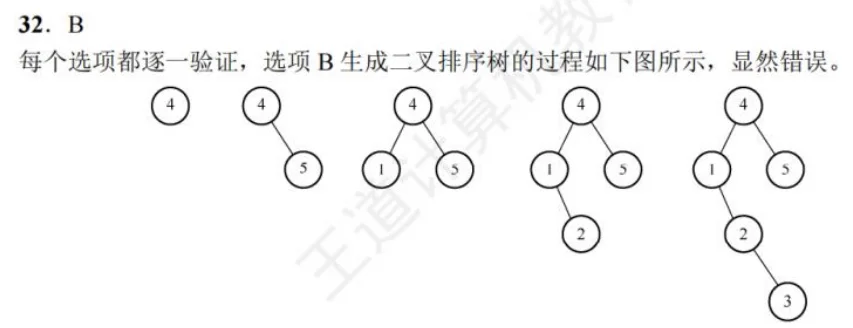 32．B
每个选项都逐一验证，选项 B 生成二叉排序树的过程如下图所示，显然错误。
4 4 4 4 4
5 1 5 1 5 1 5
2 2
3
王道计算机教